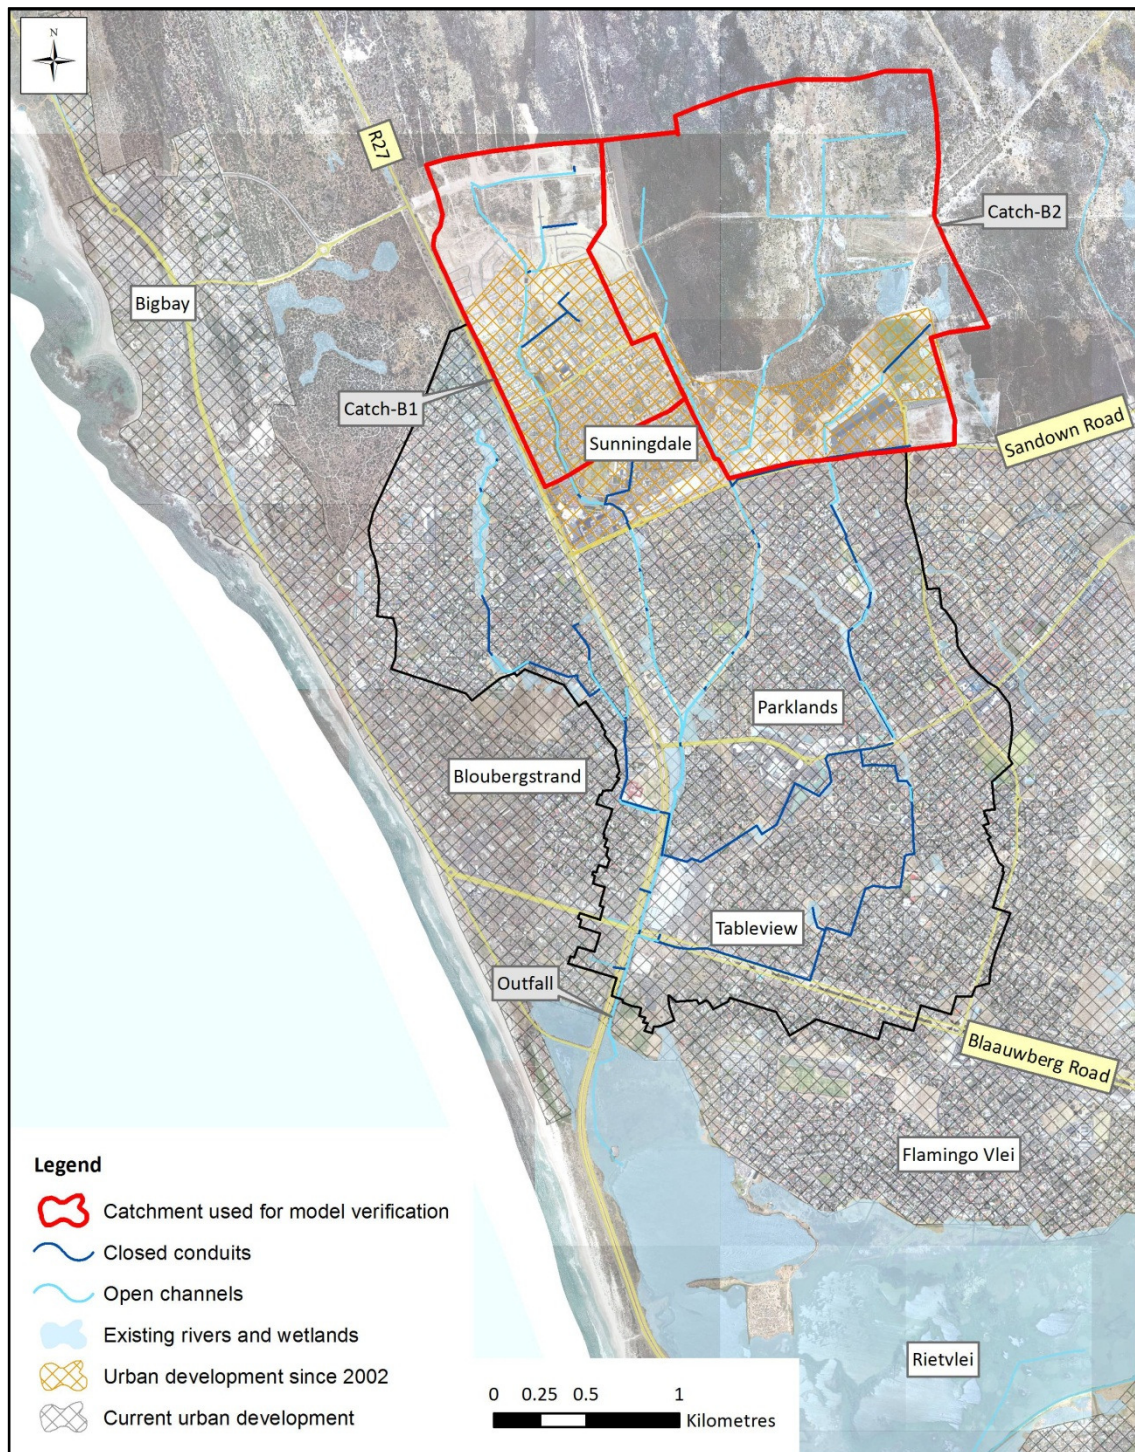 N
R27
Catch-B2
Bigbay
Catch-B1
Sunningdale
Sandown Road
Parklands
Bloubergstrand
Tableview
Outfall
Blaauwberg Road
Flamingo Vlei
Rietvlei
Legend
Catchment used for model verification
Closed conduits
Open channels
Existing rivers and wetlands
Urban development since 2002
Current urban development
0 0.25 0.5 1
Kilometres